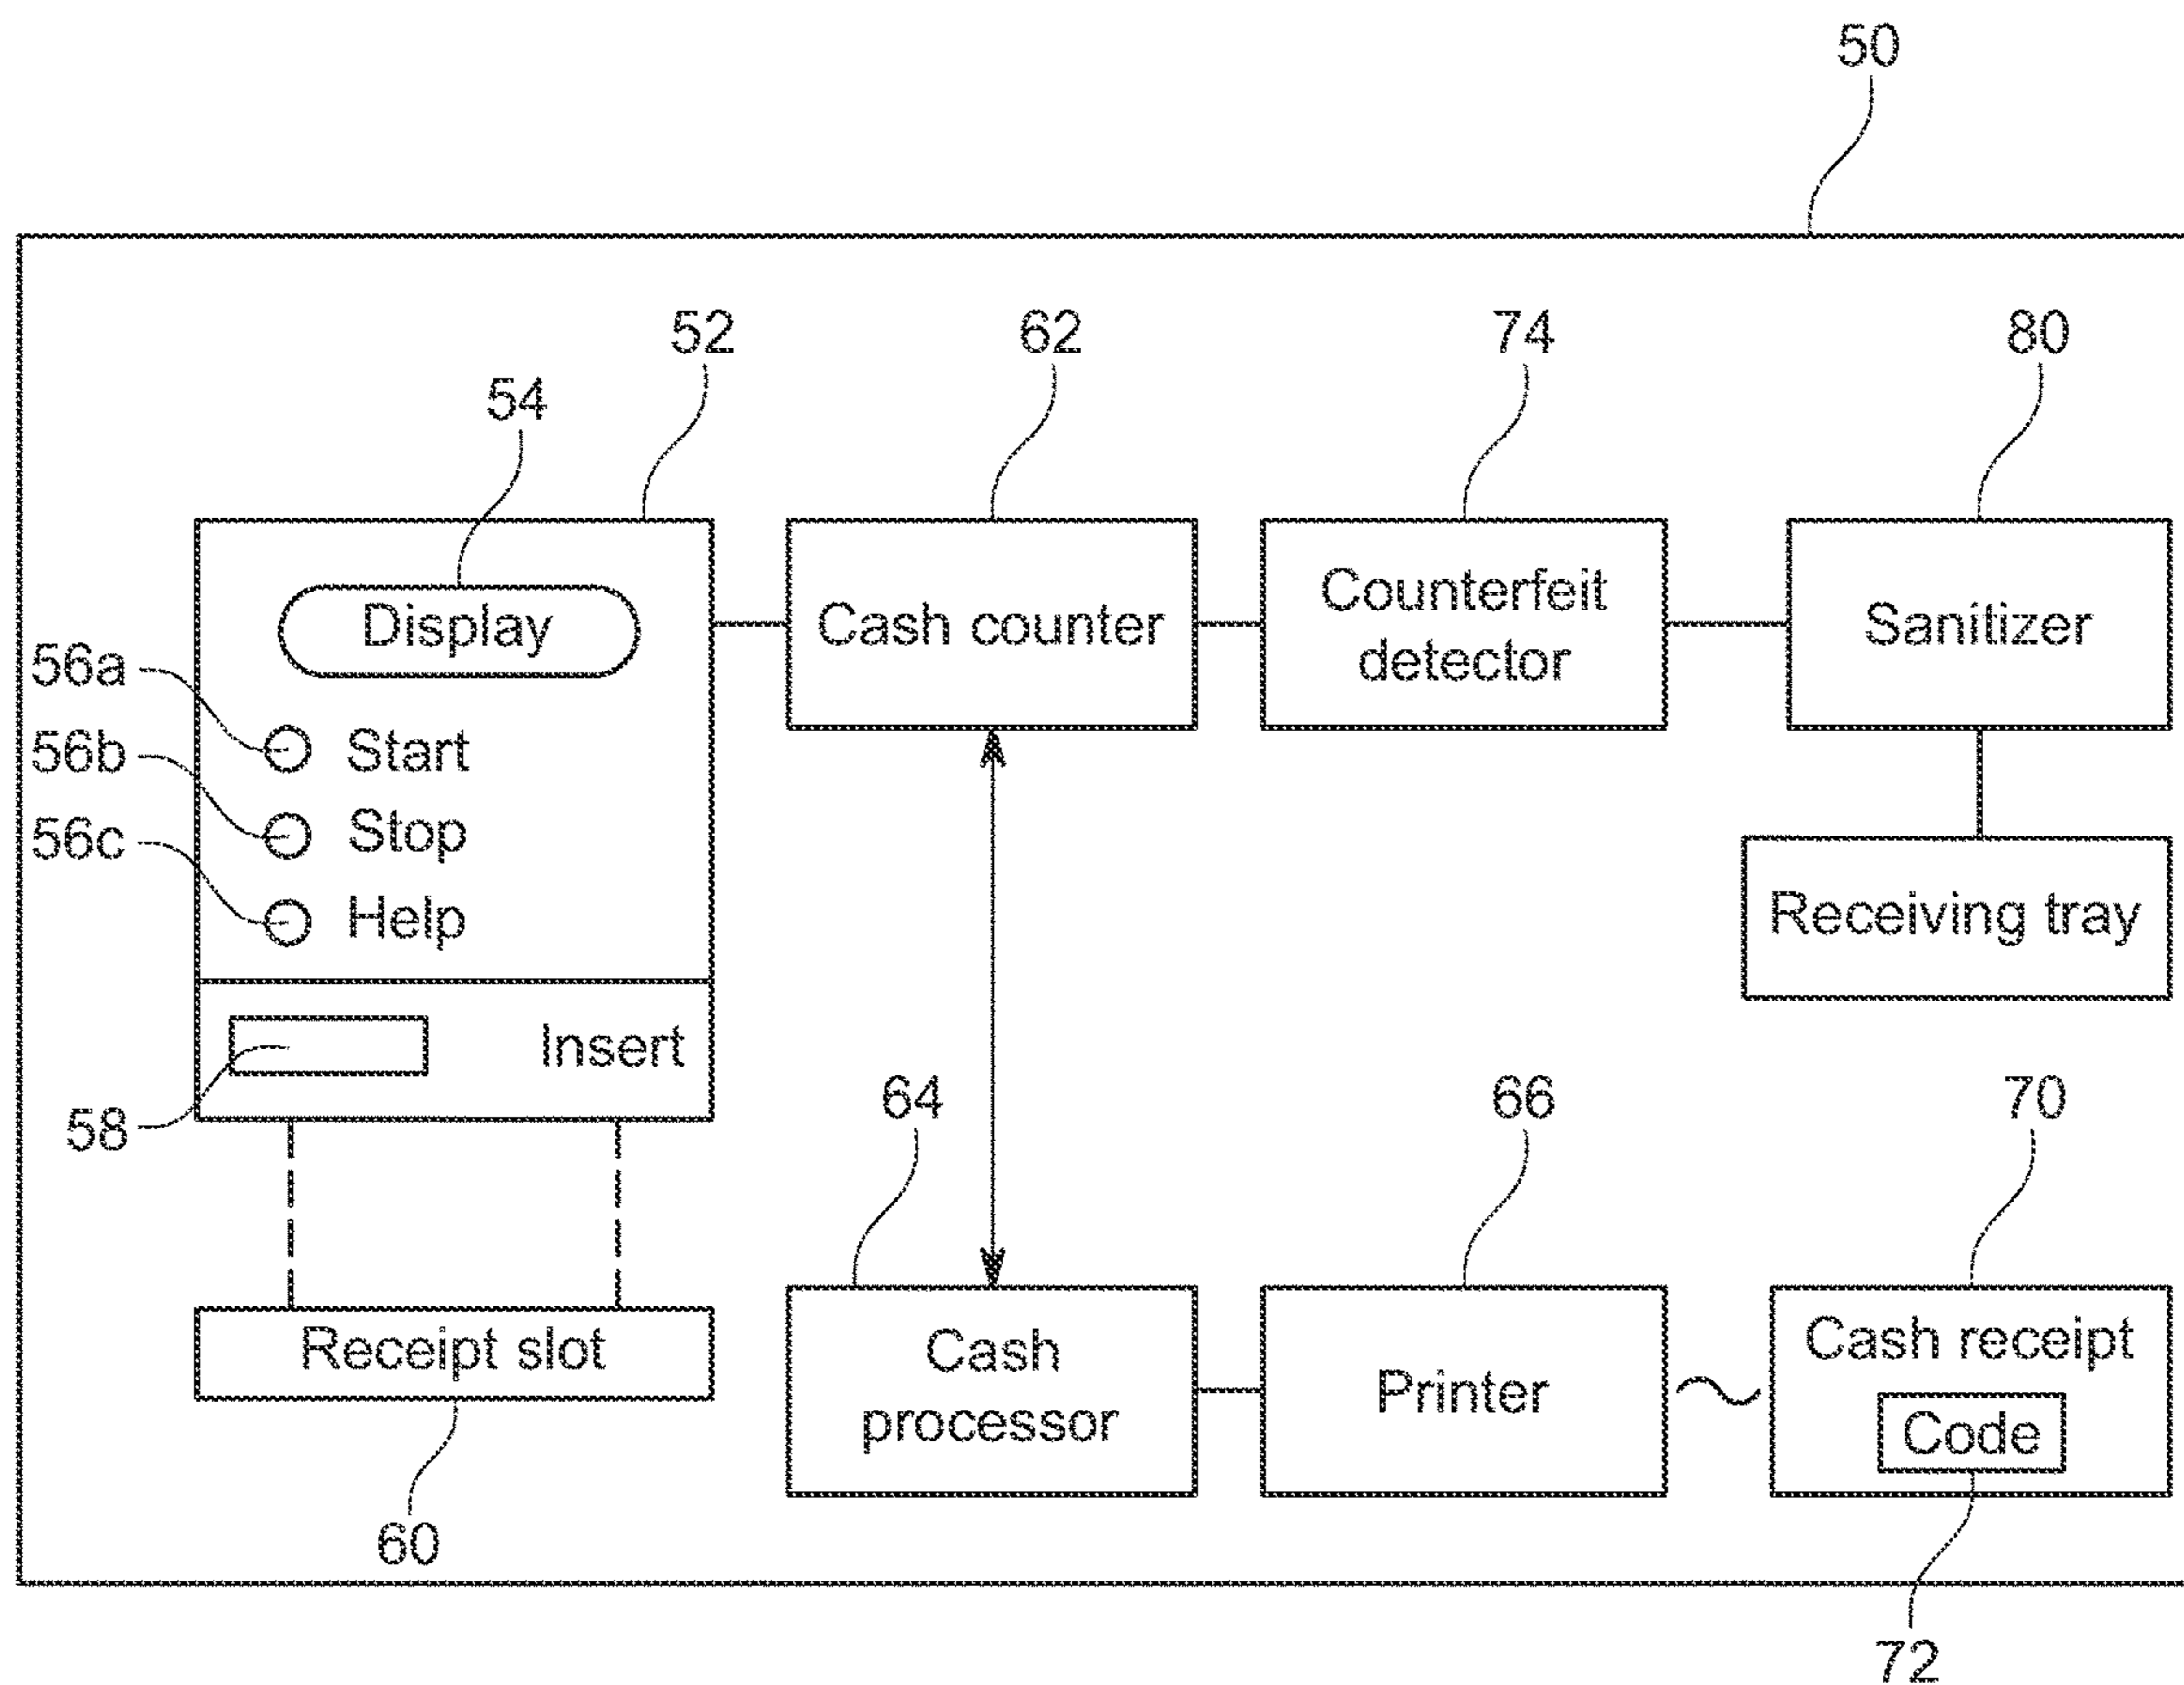 50
52
62
74
80
54
Display
Cash counter
Counterfeit
detector
Sanitizer
56a
Start
56b
Stop
56c
Help
Receiving tray
Insert
58
64
66
70
Receipt slot
Cash
processor
Printer
Cash receipt
Code
60
72